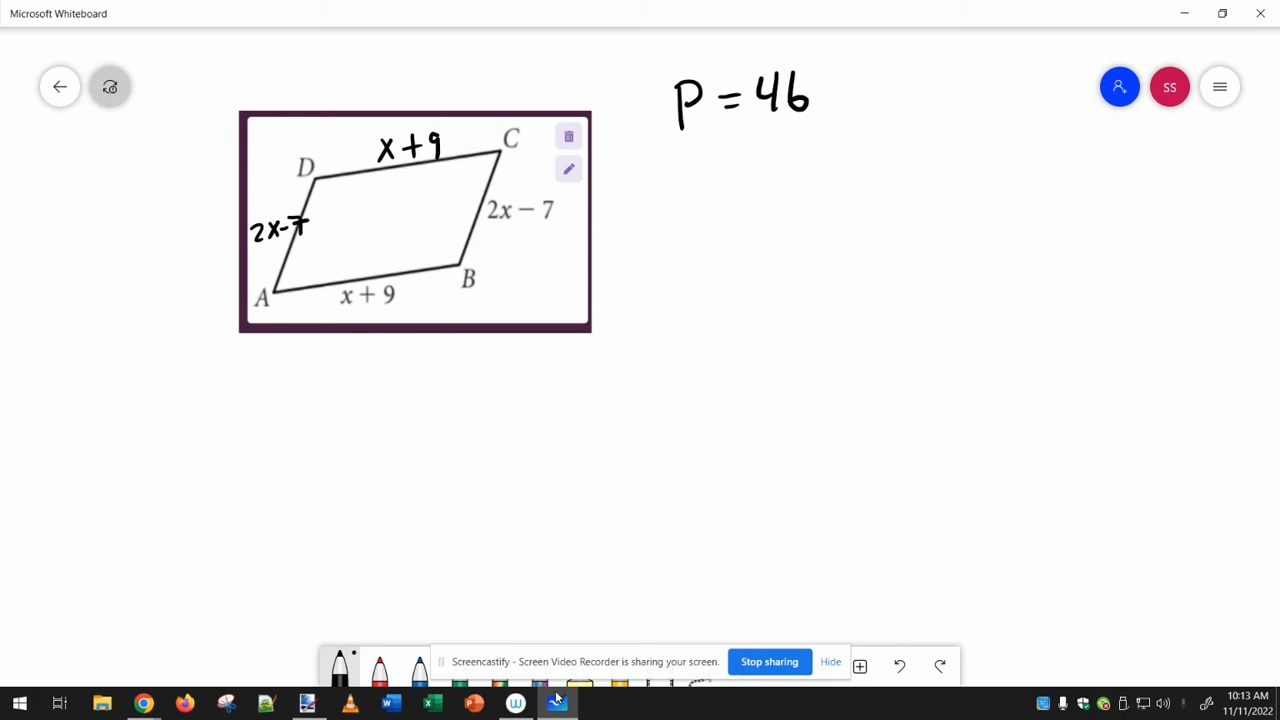 Microsoft Whiteboard
P = 46
SS
x + 9
D
C
2x-7
2x – 7
A
x + 9
B
Screencastify - Screen Video Recorder is sharing your screen.
Stop sharing
Hide
10:13 AM
11/11/2022